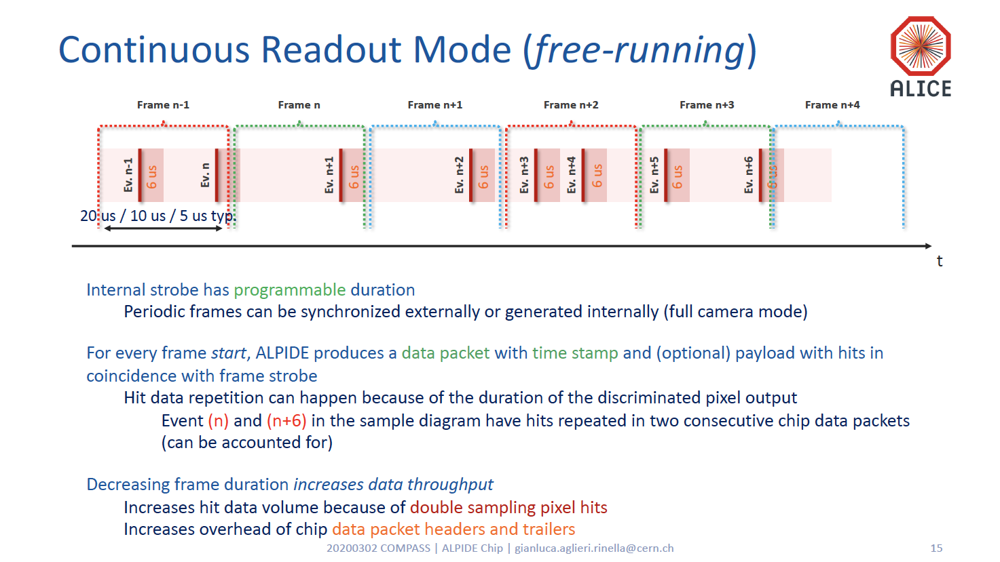 Continuous Readout Mode (free-running)
ALICE
Frame n-1
Frame n
Frame n+1
Frame n+2
Frame n+3
Frame n+4
Ev. n-1
6 us
Ev. n
Ev. n+1
6 us
Ev. n+2
6 us
Ev. n+3
6 us
Ev. n+4
6 us
Ev. n+5
6 us
Ev. n+6
6 us
20 us / 10 us / 5 us typ.
t
Internal strobe has programmable duration
Periodic frames can be synchronized externally or generated internally (full camera mode)
For every frame start, ALPIDE produces a data packet with time stamp and (optional) payload with hits in
coincidence with frame strobe
Hit data repetition can happen because of the duration of the discriminated pixel output
Event (n) and (n+6) in the sample diagram have hits repeated in two consecutive chip data packets
(can be accounted for)
Decreasing frame duration increases data throughput
Increases hit data volume because of double sampling pixel hits
Increases overhead of chip data packet headers and trailers
20200302 COMPASS | ALPIDE Chip | gianluca.aglieri.rinella@cern.ch
15